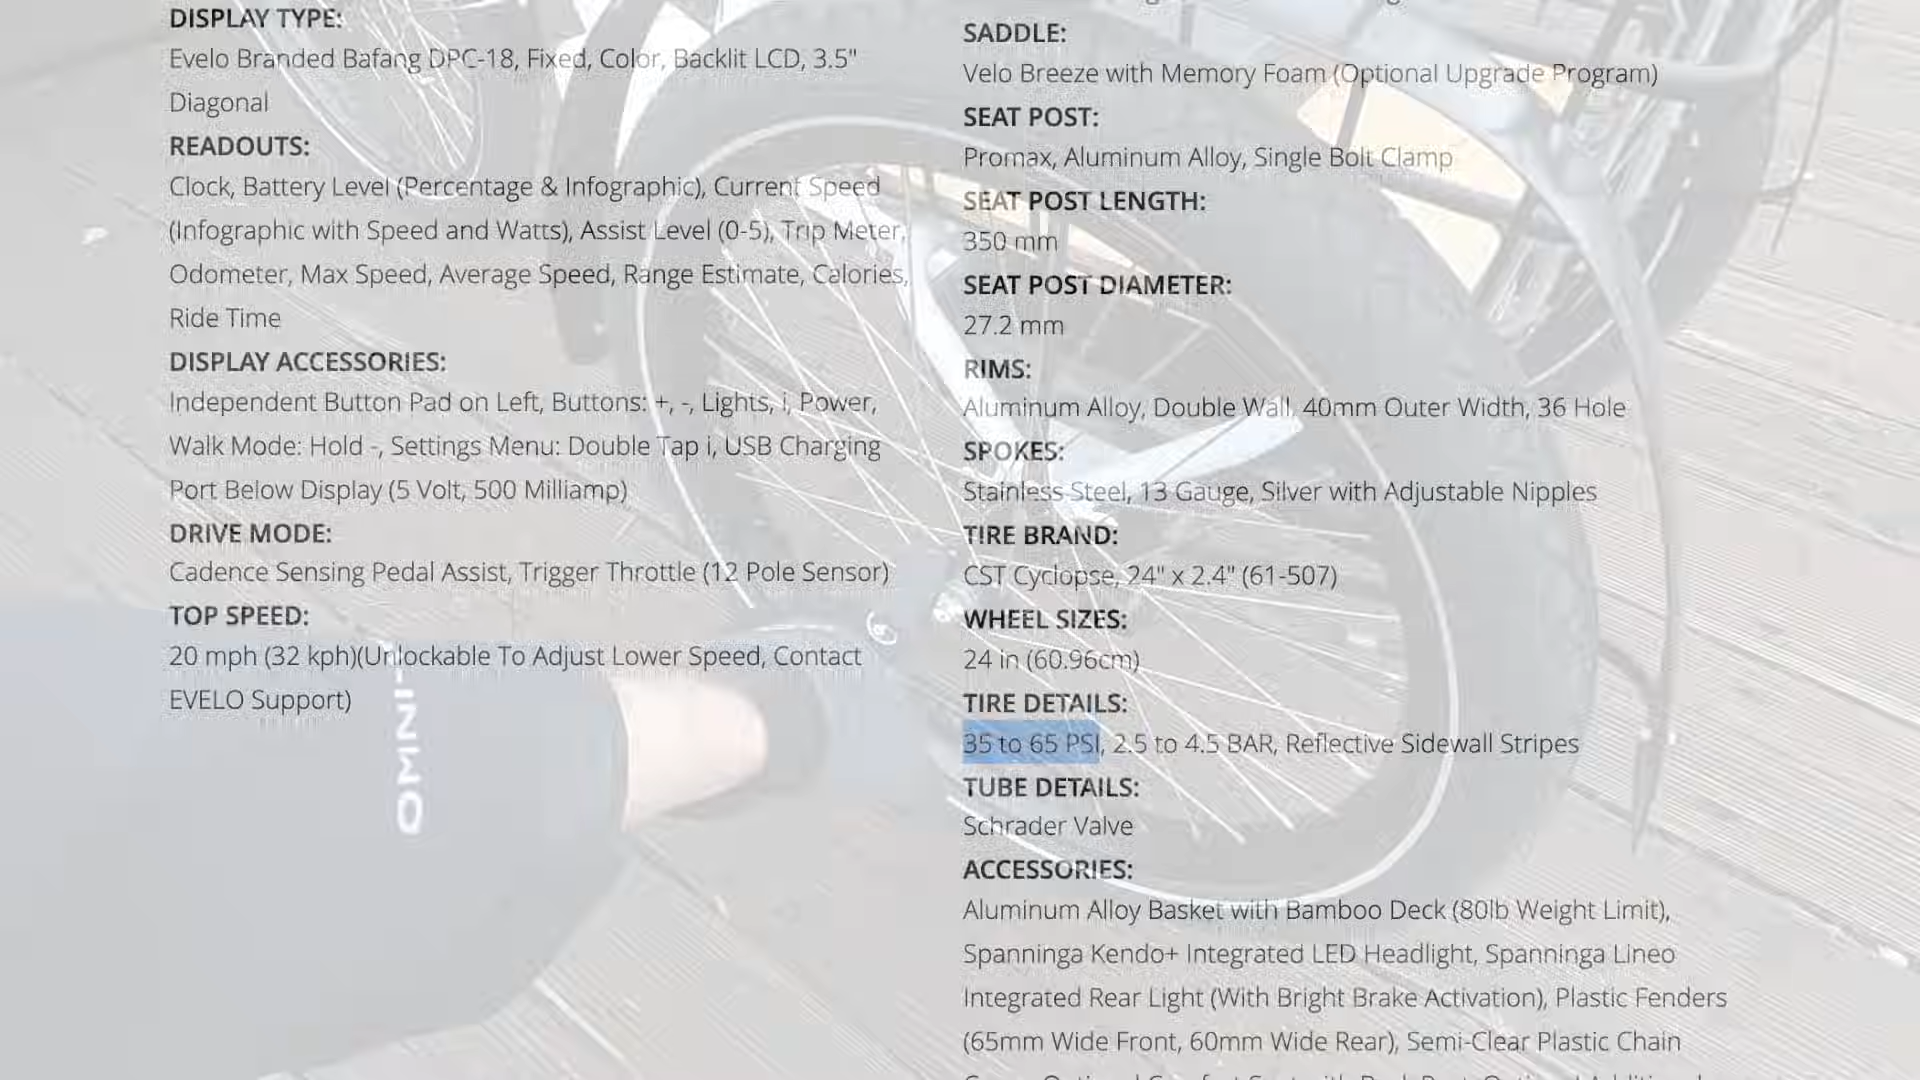 DISPLAY TYPE:
Evelo Branded Bafang DPC-18, Fixed, Color, Backlit LCD, 3.5"
Diagonal
READOUTS:
Clock, Battery Level (Percentage & Infographic), Current Speed
(Infographic with Speed and Watts), Assist Level (0-5), Trip Meter,
Odometer, Max Speed, Average Speed, Range Estimate, Calories,
Ride Time
DISPLAY ACCESSORIES:
Independent Button Pad on Left, Buttons: +, -, Lights, i, Power,
Walk Mode: Hold -, Settings Menu: Double Tap i, USB Charging
Port Below Display (5 Volt, 500 Milliamp)
DRIVE MODE:
Cadence Sensing Pedal Assist, Trigger Throttle (12 Pole Sensor)
TOP SPEED:
20 mph (32 kph)(Unlockable To Adjust Lower Speed, Contact
EVELO Support)
OMNI
SADDLE:
Velo Breeze with Memory Foam (Optional Upgrade Program)
SEAT POST:
Promax, Aluminum Alloy, Single Bolt Clamp
SEAT POST LENGTH:
350 mm
SEAT POST DIAMETER:
27.2 mm
RIMS:
Aluminum Alloy, Double Wall, 40mm Outer Width, 36 Hole
SPOKES:
Stainless Steel, 13 Gauge, Silver with Adjustable Nipples
TIRE BRAND:
CST Cyclopse, 24" x 2.4" (61-507)
WHEEL SIZES:
24 in (60.96cm)
TIRE DETAILS:
35 to 65 PSI, 2.5 to 4.5 BAR, Reflective Sidewall Stripes
TUBE DETAILS:
Schrader Valve
ACCESSORIES:
Aluminum Alloy Basket with Bamboo Deck (80lb Weight Limit),
Spanninga Kendo+ Integrated LED Headlight, Spanninga Lineo
Integrated Rear Light (With Bright Brake Activation), Plastic Fenders
(65mm Wide Front, 60mm Wide Rear), Semi-Clear Plastic Chain